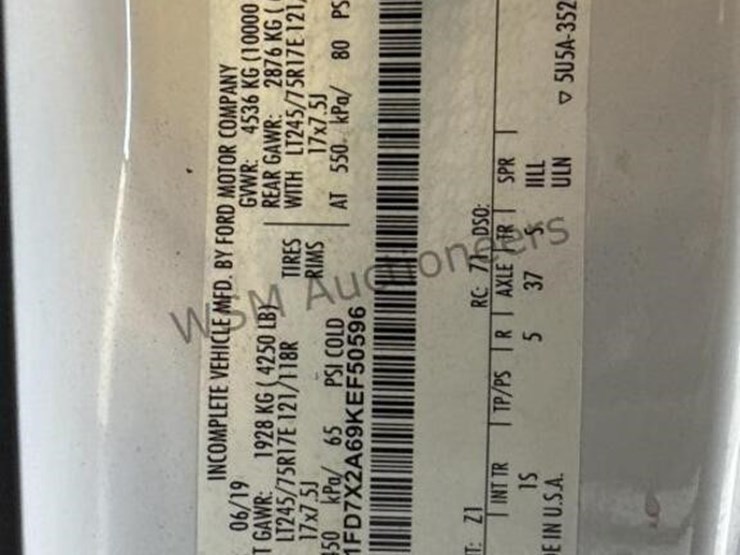 INCOMPLETE VEHICLE MFD. BY FORD MOTOR COMPANY
06/19 GVWR: 4536 KG (10000
T GAWR: 1928 KG ( 4250 LB) REAR GAWR: 2876 KG (
LT245/75R17E 121/118R TIRES WITH LT245/75R17E 121/
17x7.5J RIMS 17x7.5J
350 kPa/ 65 PSI COLD AT 550 kPa/ 80 PS
1FD7X2A69KEF50596
T: Z1 RC: 71 DSO:
INT TR TP/PS R AXLE TR SPR
1S 5 37 5 IILL
ULN
E IN U.S.A. ▽ 5U5A-352
WSM Auctioneers